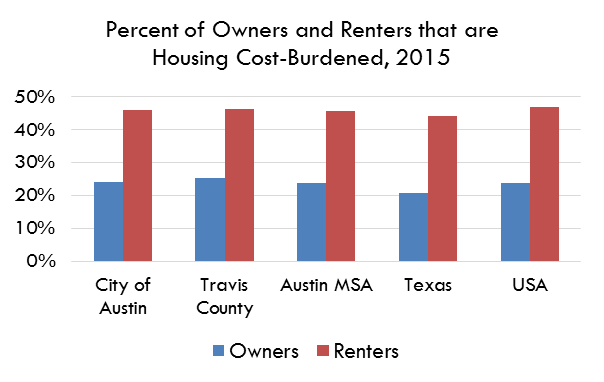 Percent of Owners and Renters that are
Housing Cost-Burdened, 2015
50%
40%
30%
20%
10%
0%
City of
Austin
Travis
County
Austin MSA
Texas
USA
Owners
Renters